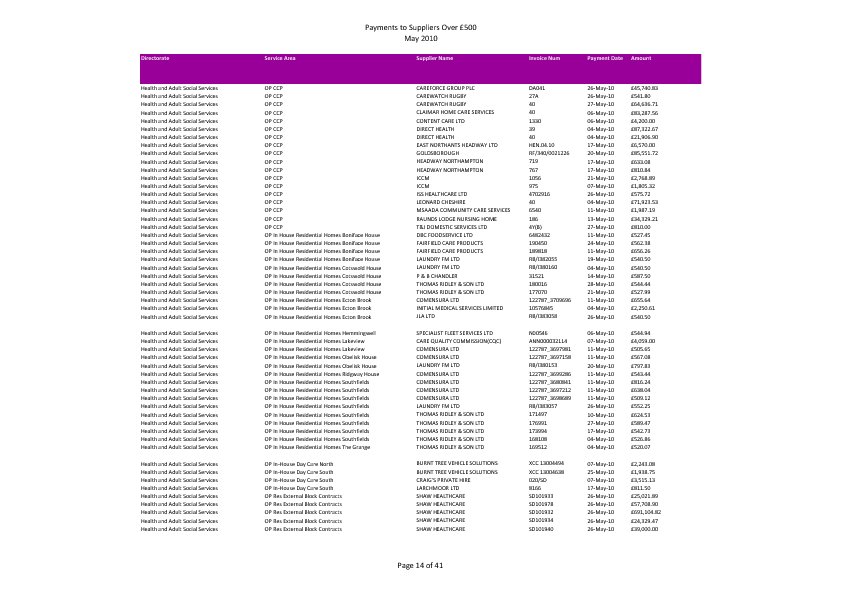 Payments to Suppliers Over £500
May 2010
Directorate Service Area Supplier Name Invoice Num Payment Date Amount
Health and Adult Social Services OP CCP CAREFORCE GROUP PLC OA04L 26-May-10 £45,740.83
Health and Adult Social Services OP CCP CAREWATCH RUGBY 27A 26-May-10 £541.80
Health and Adult Social Services OP CCP CAREWATCH RUGBY 40 27-May-10 £64,636.71
Health and Adult Social Services OP CCP CLAIMAR HOME CARE SERVICES 40 06-May-10 £83,287.56
Health and Adult Social Services OP CCP CONTENT CARE LTD 1330 06-May-10 £4,200.00
Health and Adult Social Services OP CCP DIRECT HEALTH 39 04-May-10 £87,322.67
Health and Adult Social Services OP CCP DIRECT HEALTH 40 04-May-10 £21,906.90
Health and Adult Social Services OP CCP EAST NORTHANTS HEADWAY LTD HEN.04.10 17-May-10 £6,570.00
Health and Adult Social Services OP CCP GOLDSBOROUGH RF/340/0021226 20-May-10 £85,551.72
Health and Adult Social Services OP CCP HEADWAY NORTHAMPTON 719 17-May-10 £633.08
Health and Adult Social Services OP CCP HEADWAY NORTHAMPTON 767 17-May-10 £810.84
Health and Adult Social Services OP CCP ICCM 1056 21-May-10 £2,768.89
Health and Adult Social Services OP CCP ICCM 975 07-May-10 £1,805.32
Health and Adult Social Services OP CCP IGS HEALTHCARE LTD 4702916 26-May-10 £575.72
Health and Adult Social Services OP CCP LEONARD CHESHIRE 40 04-May-10 £71,923.53
Health and Adult Social Services OP CCP MSAADA COMMUNITY CARE SERVICES 6540 11-May-10 £1,987.19
Health and Adult Social Services OP CCP RAUNDS LODGE NURSING HOME 186 13-May-10 £34,329.21
Health and Adult Social Services OP CCP T&J DOMESTIC SERVICES LTD 4Y(B) 27-May-10 £810.00
Health and Adult Social Services OP In House Residential Homes Boniface House DBC FOODSERVICE LTD 6482432 11-May-10 £527.45
Health and Adult Social Services OP In House Residential Homes Boniface House FAIRFIELD CARE PRODUCTS 190450 24-May-10 £562.38
Health and Adult Social Services OP In House Residential Homes Boniface House FAIRFIELD CARE PRODUCTS 189818 11-May-10 £656.26
Health and Adult Social Services OP In House Residential Homes Boniface House LAUNDRY FM LTD RB/I382055 19-May-10 £540.50
Health and Adult Social Services OP In House Residential Homes Cotswold House LAUNDRY FM LTD RB/I380160 04-May-10 £540.50
Health and Adult Social Services OP In House Residential Homes Cotswold House P & B CHANDLER 31521 14-May-10 £587.50
Health and Adult Social Services OP In House Residential Homes Cotswold House THOMAS RIDLEY & SON LTD 180016 28-May-10 £544.44
Health and Adult Social Services OP In House Residential Homes Cotswold House THOMAS RIDLEY & SON LTD 177070 21-May-10 £527.99
Health and Adult Social Services OP In House Residential Homes Ecton Brook COMENSURA LTD 122787_3709696 11-May-10 £655.64
Health and Adult Social Services OP In House Residential Homes Ecton Brook INITIAL MEDICAL SERVICES LIMITED 10576845 04-May-10 £2,250.61
Health and Adult Social Services OP In House Residential Homes Ecton Brook JLA LTD RB/I383058 26-May-10 £540.50
Health and Adult Social Services OP In House Residential Homes Hemmingwell SPECIALIST FLEET SERVICES LTD N00546 06-May-10 £544.94
Health and Adult Social Services OP In House Residential Homes Lakeview CARE QUALITY COMMISSION(CQC) ANN000032114 07-May-10 £4,059.00
Health and Adult Social Services OP In House Residential Homes Lakeview COMENSURA LTD 122787_3697981 11-May-10 £505.65
Health and Adult Social Services OP In House Residential Homes Obelisk House COMENSURA LTD 122787_3697158 11-May-10 £567.08
Health and Adult Social Services OP In House Residential Homes Obelisk House LAUNDRY FM LTD RB/I380153 20-May-10 £797.83
Health and Adult Social Services OP In House Residential Homes Ridgway House COMENSURA LTD 122787_3699286 11-May-10 £543.44
Health and Adult Social Services OP In House Residential Homes Southfields COMENSURA LTD 122787_3680841 11-May-10 £816.24
Health and Adult Social Services OP In House Residential Homes Southfields COMENSURA LTD 122787_3697212 11-May-10 £638.04
Health and Adult Social Services OP In House Residential Homes Southfields COMENSURA LTD 122787_3698689 11-May-10 £509.12
Health and Adult Social Services OP In House Residential Homes Southfields LAUNDRY FM LTD RB/I383057 26-May-10 £552.25
Health and Adult Social Services OP In House Residential Homes Southfields THOMAS RIDLEY & SON LTD 171497 10-May-10 £624.53
Health and Adult Social Services OP In House Residential Homes Southfields THOMAS RIDLEY & SON LTD 176991 27-May-10 £589.47
Health and Adult Social Services OP In House Residential Homes Southfields THOMAS RIDLEY & SON LTD 173994 17-May-10 £542.73
Health and Adult Social Services OP In House Residential Homes Southfields THOMAS RIDLEY & SON LTD 168108 04-May-10 £526.86
Health and Adult Social Services OP In House Residential Homes The Grange THOMAS RIDLEY & SON LTD 169512 04-May-10 £520.07
Health and Adult Social Services OP In-House Day Care North BURNT TREE VEHICLE SOLUTIONS XCC 13004494 07-May-10 £2,243.08
Health and Adult Social Services OP In-House Day Care South BURNT TREE VEHICLE SOLUTIONS XCC 13004638 25-May-10 £1,938.75
Health and Adult Social Services OP In-House Day Care South CRAIG'S PRIVATE HIRE 020/SD 07-May-10 £3,515.13
Health and Adult Social Services OP In-House Day Care South LARCHMOOR LTD 8166 17-May-10 £811.50
Health and Adult Social Services OP Res External Block Contracts SHAW HEALTHCARE SD101933 26-May-10 £25,021.99
Health and Adult Social Services OP Res External Block Contracts SHAW HEALTHCARE SD101978 26-May-10 £57,708.90
Health and Adult Social Services OP Res External Block Contracts SHAW HEALTHCARE SD101932 26-May-10 £691,104.82
Health and Adult Social Services OP Res External Block Contracts SHAW HEALTHCARE SD101934 26-May-10 £24,329.47
Health and Adult Social Services OP Res External Block Contracts SHAW HEALTHCARE SD101940 26-May-10 £39,000.00
Page 14 of 41